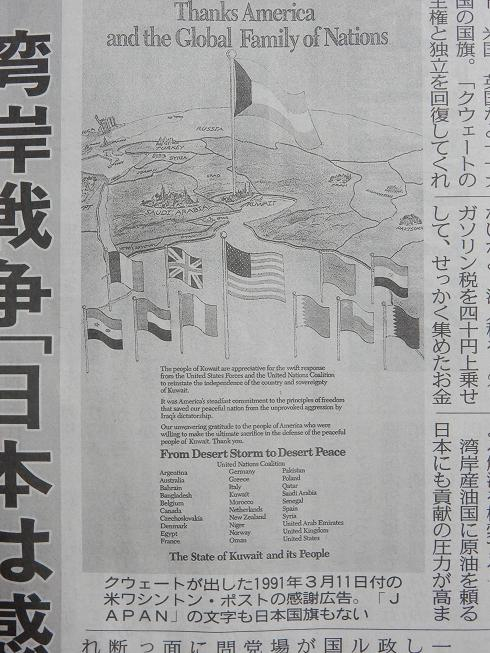 湾岸戦争「日本は感
Thanks America
and the Global Family of Nations
RUSSIA
TURKEY
SYRIA
IRAQ
SAUDI ARABIA
KUWAIT
The people of Kuwait are appreciative for the swift response
from the United States Forces and the United Nations Coalition
to reinstate the independence of the country and sovereignty
of Kuwait.
It was America's steadfast commitment to the principles of freedom
that saved our peaceful nation from the unprovoked aggression by
Iraq's dictatorship.
Our unwavering gratitude to the people of America who were
willing to make the ultimate sacrifice in the defense of the peaceful
people of Kuwait. Thank you.
From Desert Storm to Desert Peace
United Nations Coalition
Argentina
Australia
Bahrain
Bangladesh
Belgium
Canada
Czechoslovakia
Denmark
Egypt
France
Germany
Greece
Italy
Kuwait
Morocco
Netherlands
New Zealand
Niger
Norway
Oman
Pakistan
Poland
Qatar
Saudi Arabia
Senegal
Spain
Syria
United Arab Emirates
United Kingdom
United States
The State of Kuwait and its People
クウェートが出した1991年3月11日付の
米ワシントン・ポストの感謝広告。「J
APAN」の文字も日本国旗もない
国の国旗。「クウェートの
主権と独立を回復してくれ
ガソリン税を四十円上乗せ
して、せっかく集めたお金
湾岸産油国に原油を頼る
日本にも貢献の圧力が高ま